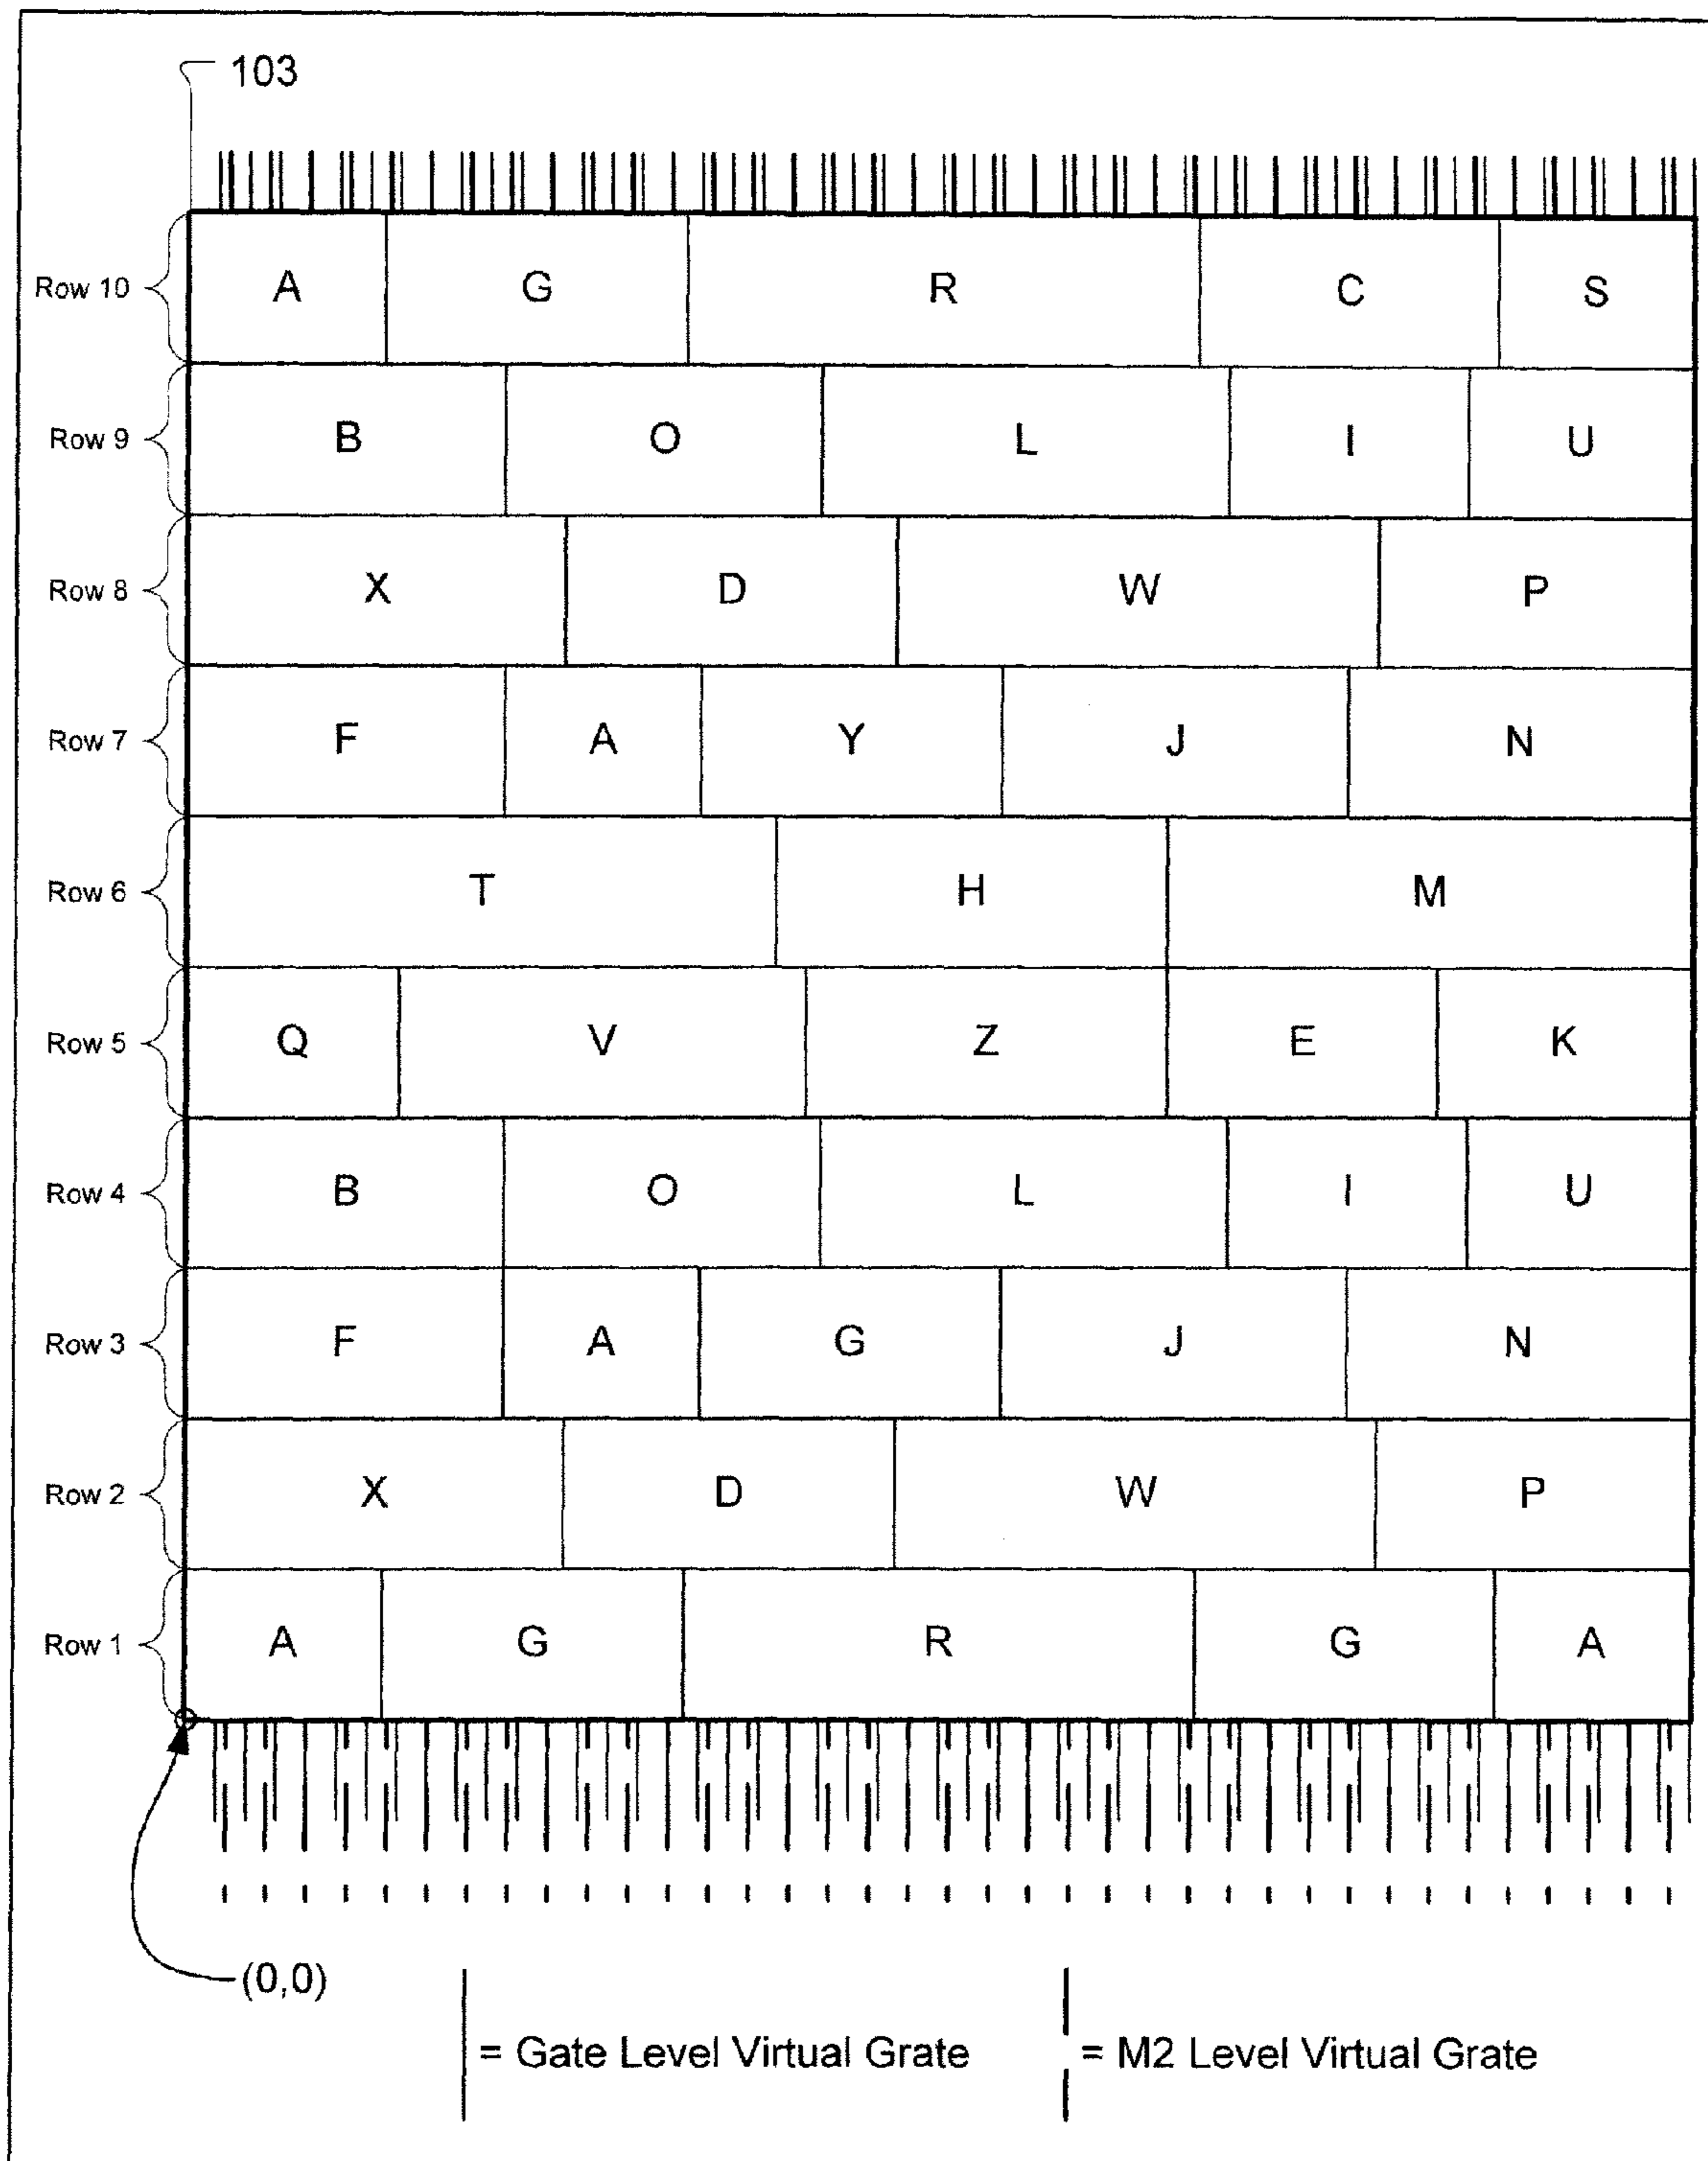 103
Row 10 A G R C S
Row 9 B O L I U
Row 8 X D W P
Row 7 F A Y J N
Row 6 T H M
Row 5 Q V Z E K
Row 4 B O L I U
Row 3 F A G J N
Row 2 X D W P
Row 1 A G R G A
(0,0)
= Gate Level Virtual Grate = M2 Level Virtual Grate